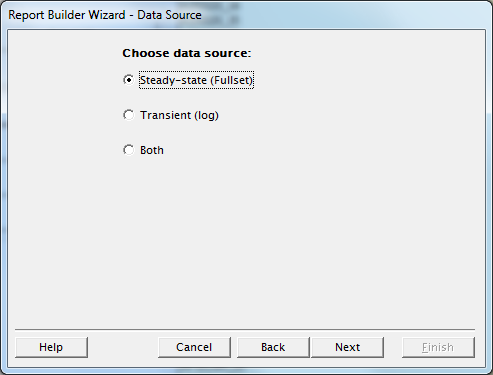 Report Builder Wizard - Data Source
Choose data source:
Steady-state (Fullset)
Transient (log)
Both
Help Cancel Back Next Finish